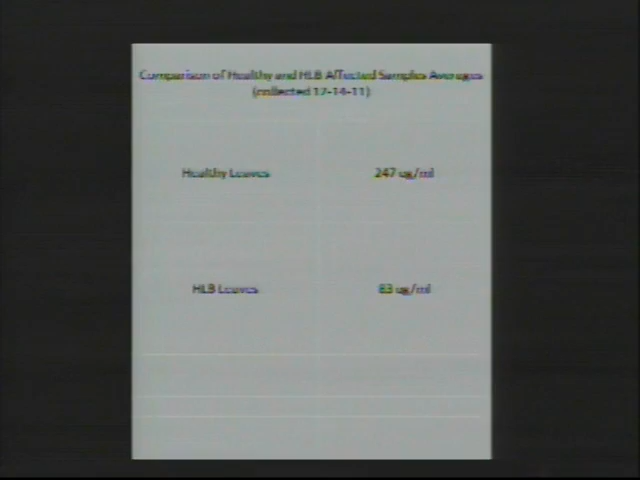 Comparison of Healthy and HLB Affected Samples Averages
(collected 12-14-11)
Healthy Leaves 247 ug/ml
HLB Leaves 83 ug/ml